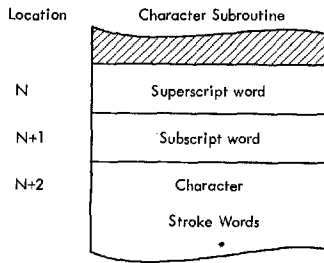 Location Character Subroutine
N Superscript word
N+1 Subscript word
N+2 Character
Stroke Words